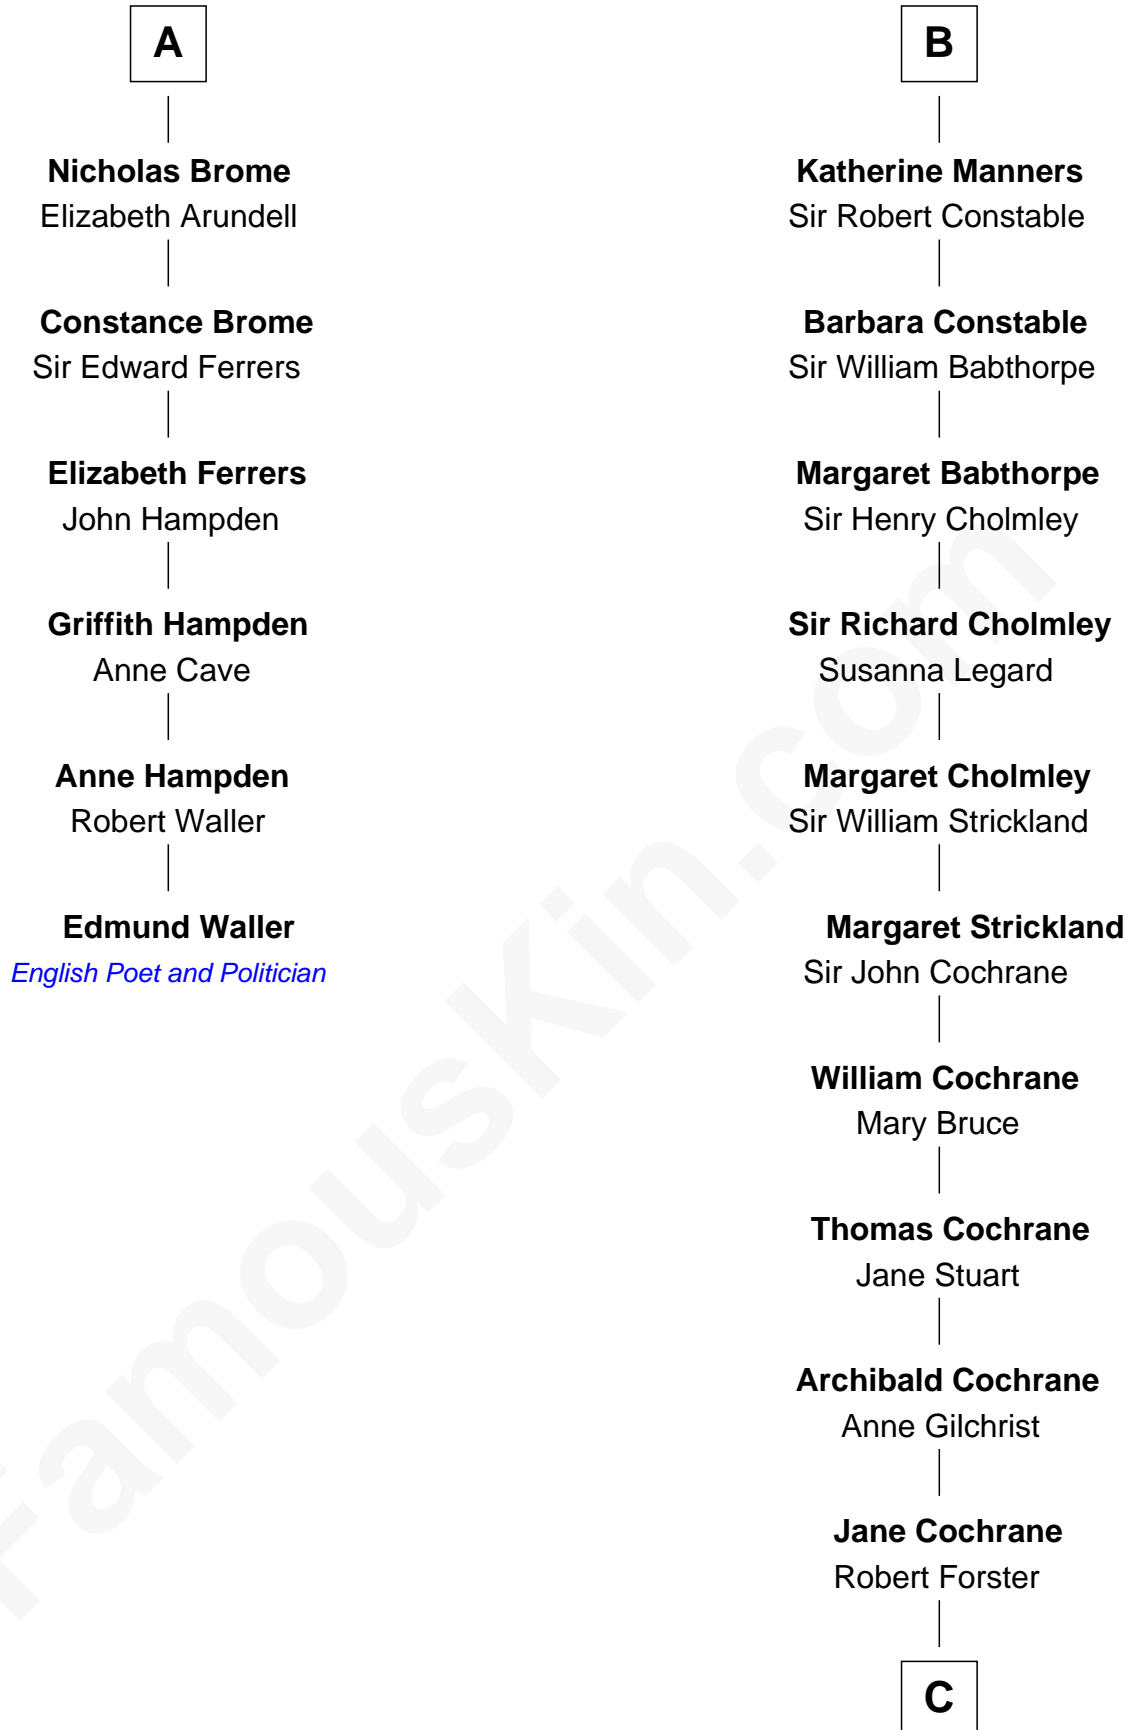 A
Nicholas Brome
Elizabeth Arundell
Constance Brome
Sir Edward Ferrers
Elizabeth Ferrers
John Hampden
Griffith Hampden
Anne Cave
Anne Hampden
Robert Waller
Edmund Waller
English Poet and Politician
B
Katherine Manners
Sir Robert Constable
Barbara Constable
Sir William Babthorpe
Margaret Babthorpe
Sir Henry Cholmley
Sir Richard Cholmley
Susanna Legard
Margaret Cholmley
Sir William Strickland
Margaret Strickland
Sir John Cochrane
William Cochrane
Mary Bruce
Thomas Cochrane
Jane Stuart
Archibald Cochrane
Anne Gilchrist
Jane Cochrane
Robert Forster
C
FamousKin.com